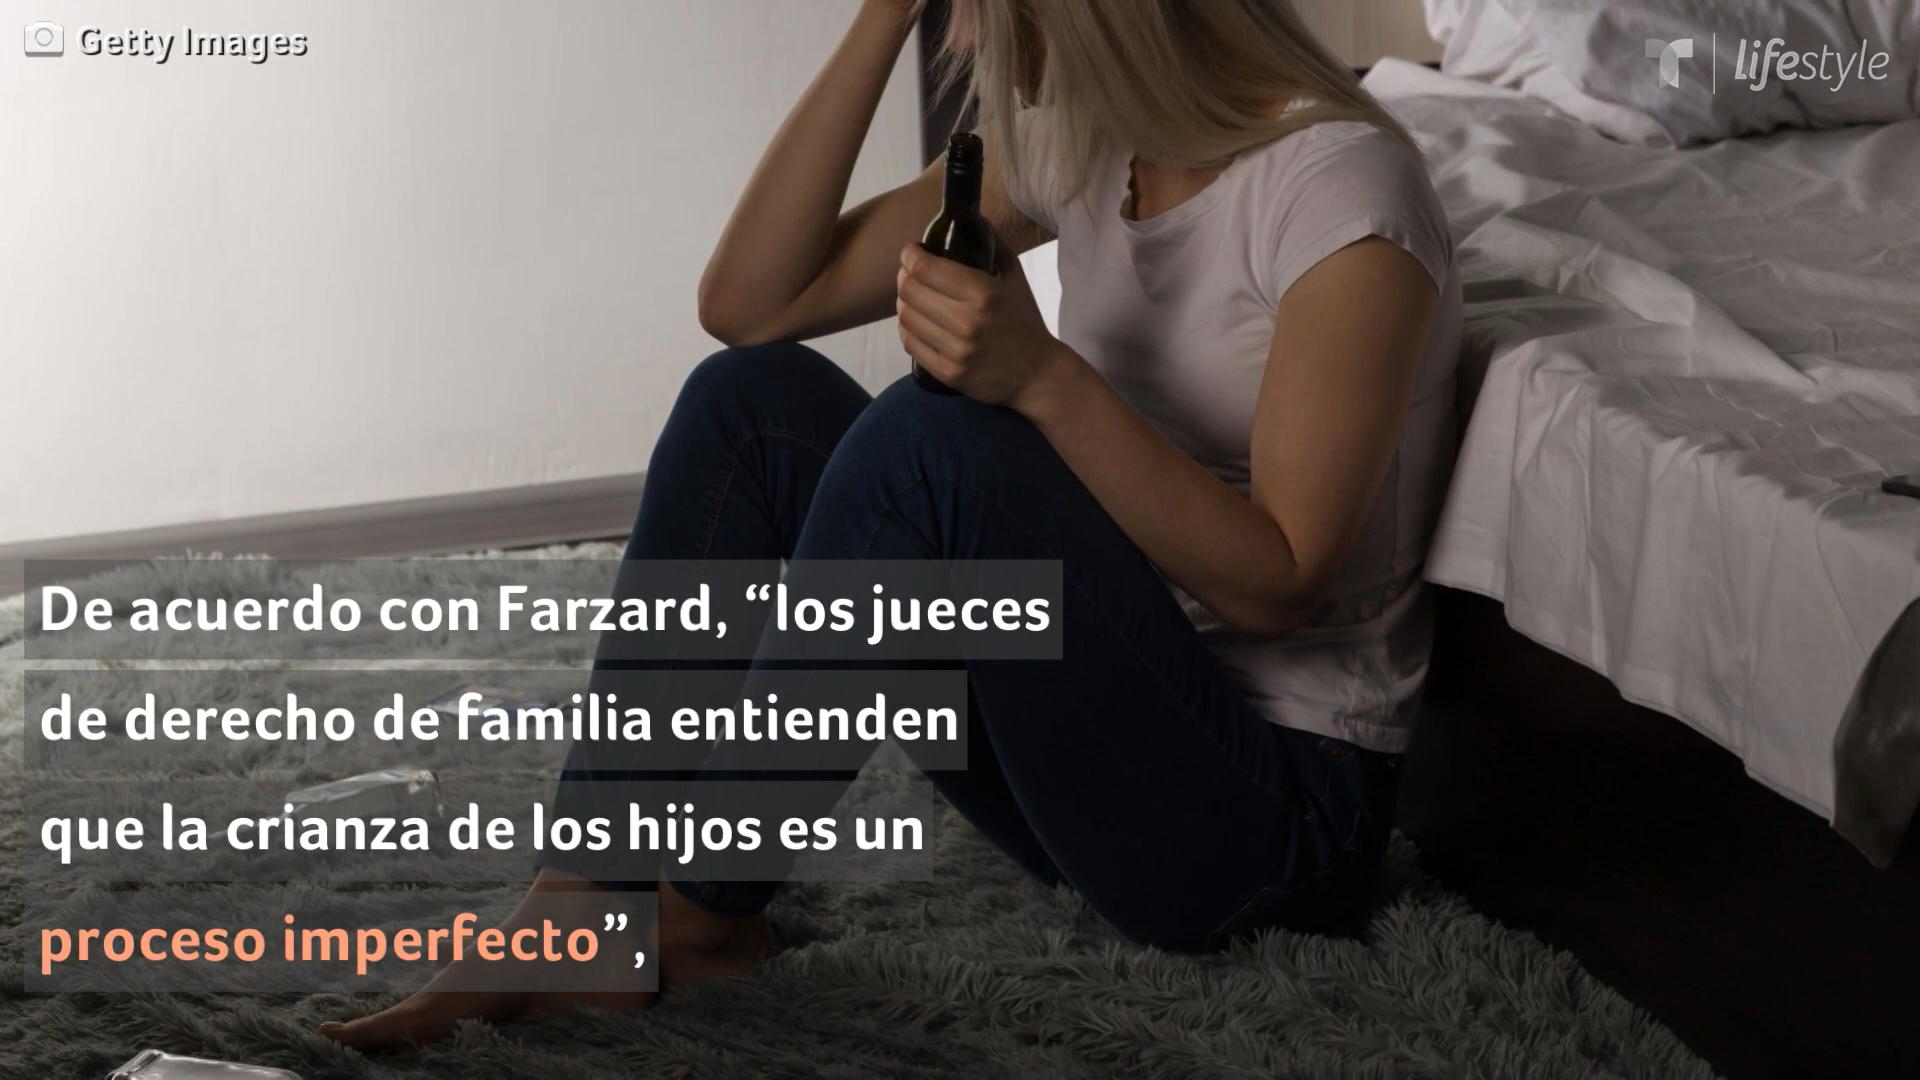 Getty Images
lifestyle
De acuerdo con Farzard, “los jueces
de derecho de familia entienden
que la crianza de los hijos es un
proceso imperfecto”,